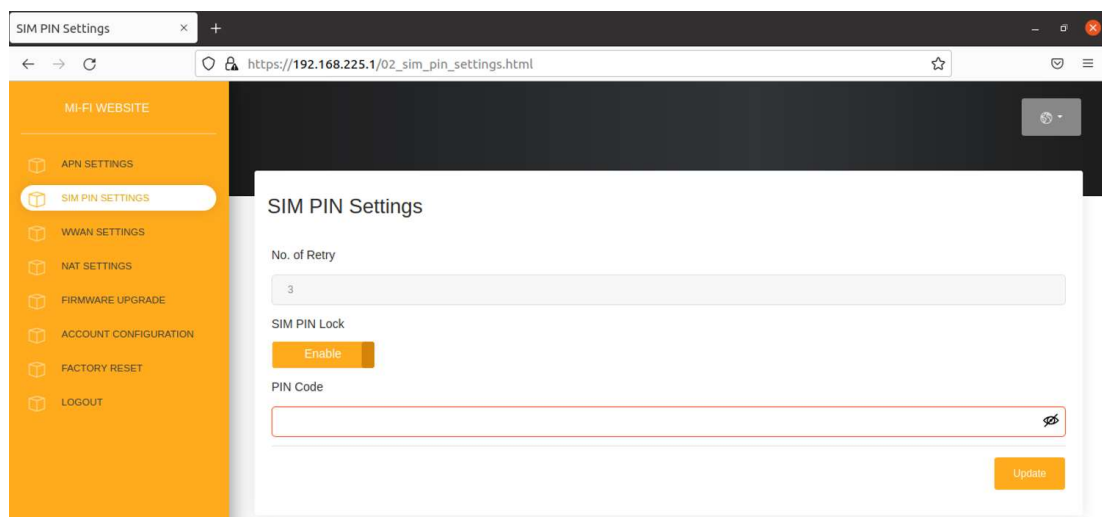 SIM PIN Settings
https://192.168.225.1/02_sim_pin_settings.html
MI-FI WEBSITE
APN SETTINGS
SIM PIN SETTINGS
WWAN SETTINGS
NAT SETTINGS
FIRMWARE UPGRADE
ACCOUNT CONFIGURATION
FACTORY RESET
LOGOUT
SIM PIN Settings
No. of Retry
3
SIM PIN Lock
Enable
PIN Code
Update